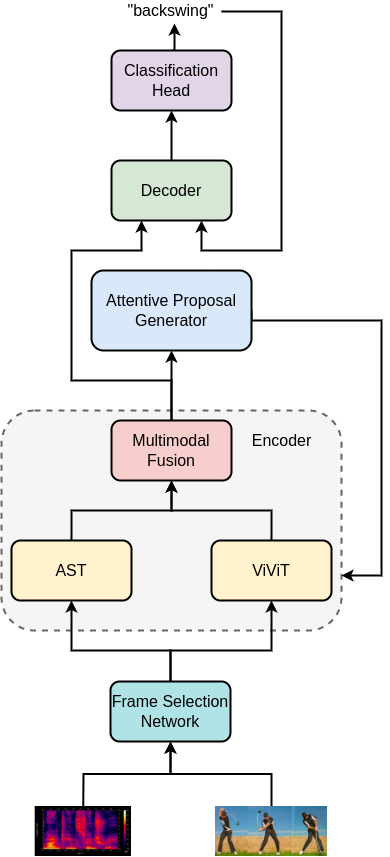 "backswing"
Classification
Head
Decoder
Attentive Proposal
Generator
Multimodal
Fusion
Encoder
AST
ViViT
Frame Selection
Network